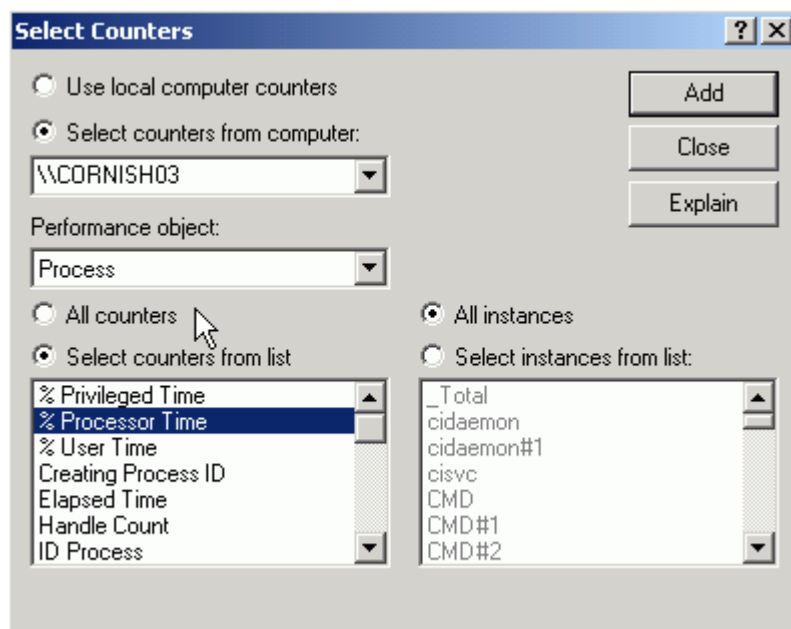 Select Counters
Use local computer counters
Select counters from computer:
\\CORNISH03
Add
Close
Explain
Performance object:
Process
All counters
Select counters from list
% Privileged Time
% Processor Time
% User Time
Creating Process ID
Elapsed Time
Handle Count
ID Process
All instances
Select instances from list:
_Total
cidaemon
cidaemon#1
cisvc
CMD
CMD#1
CMD#2